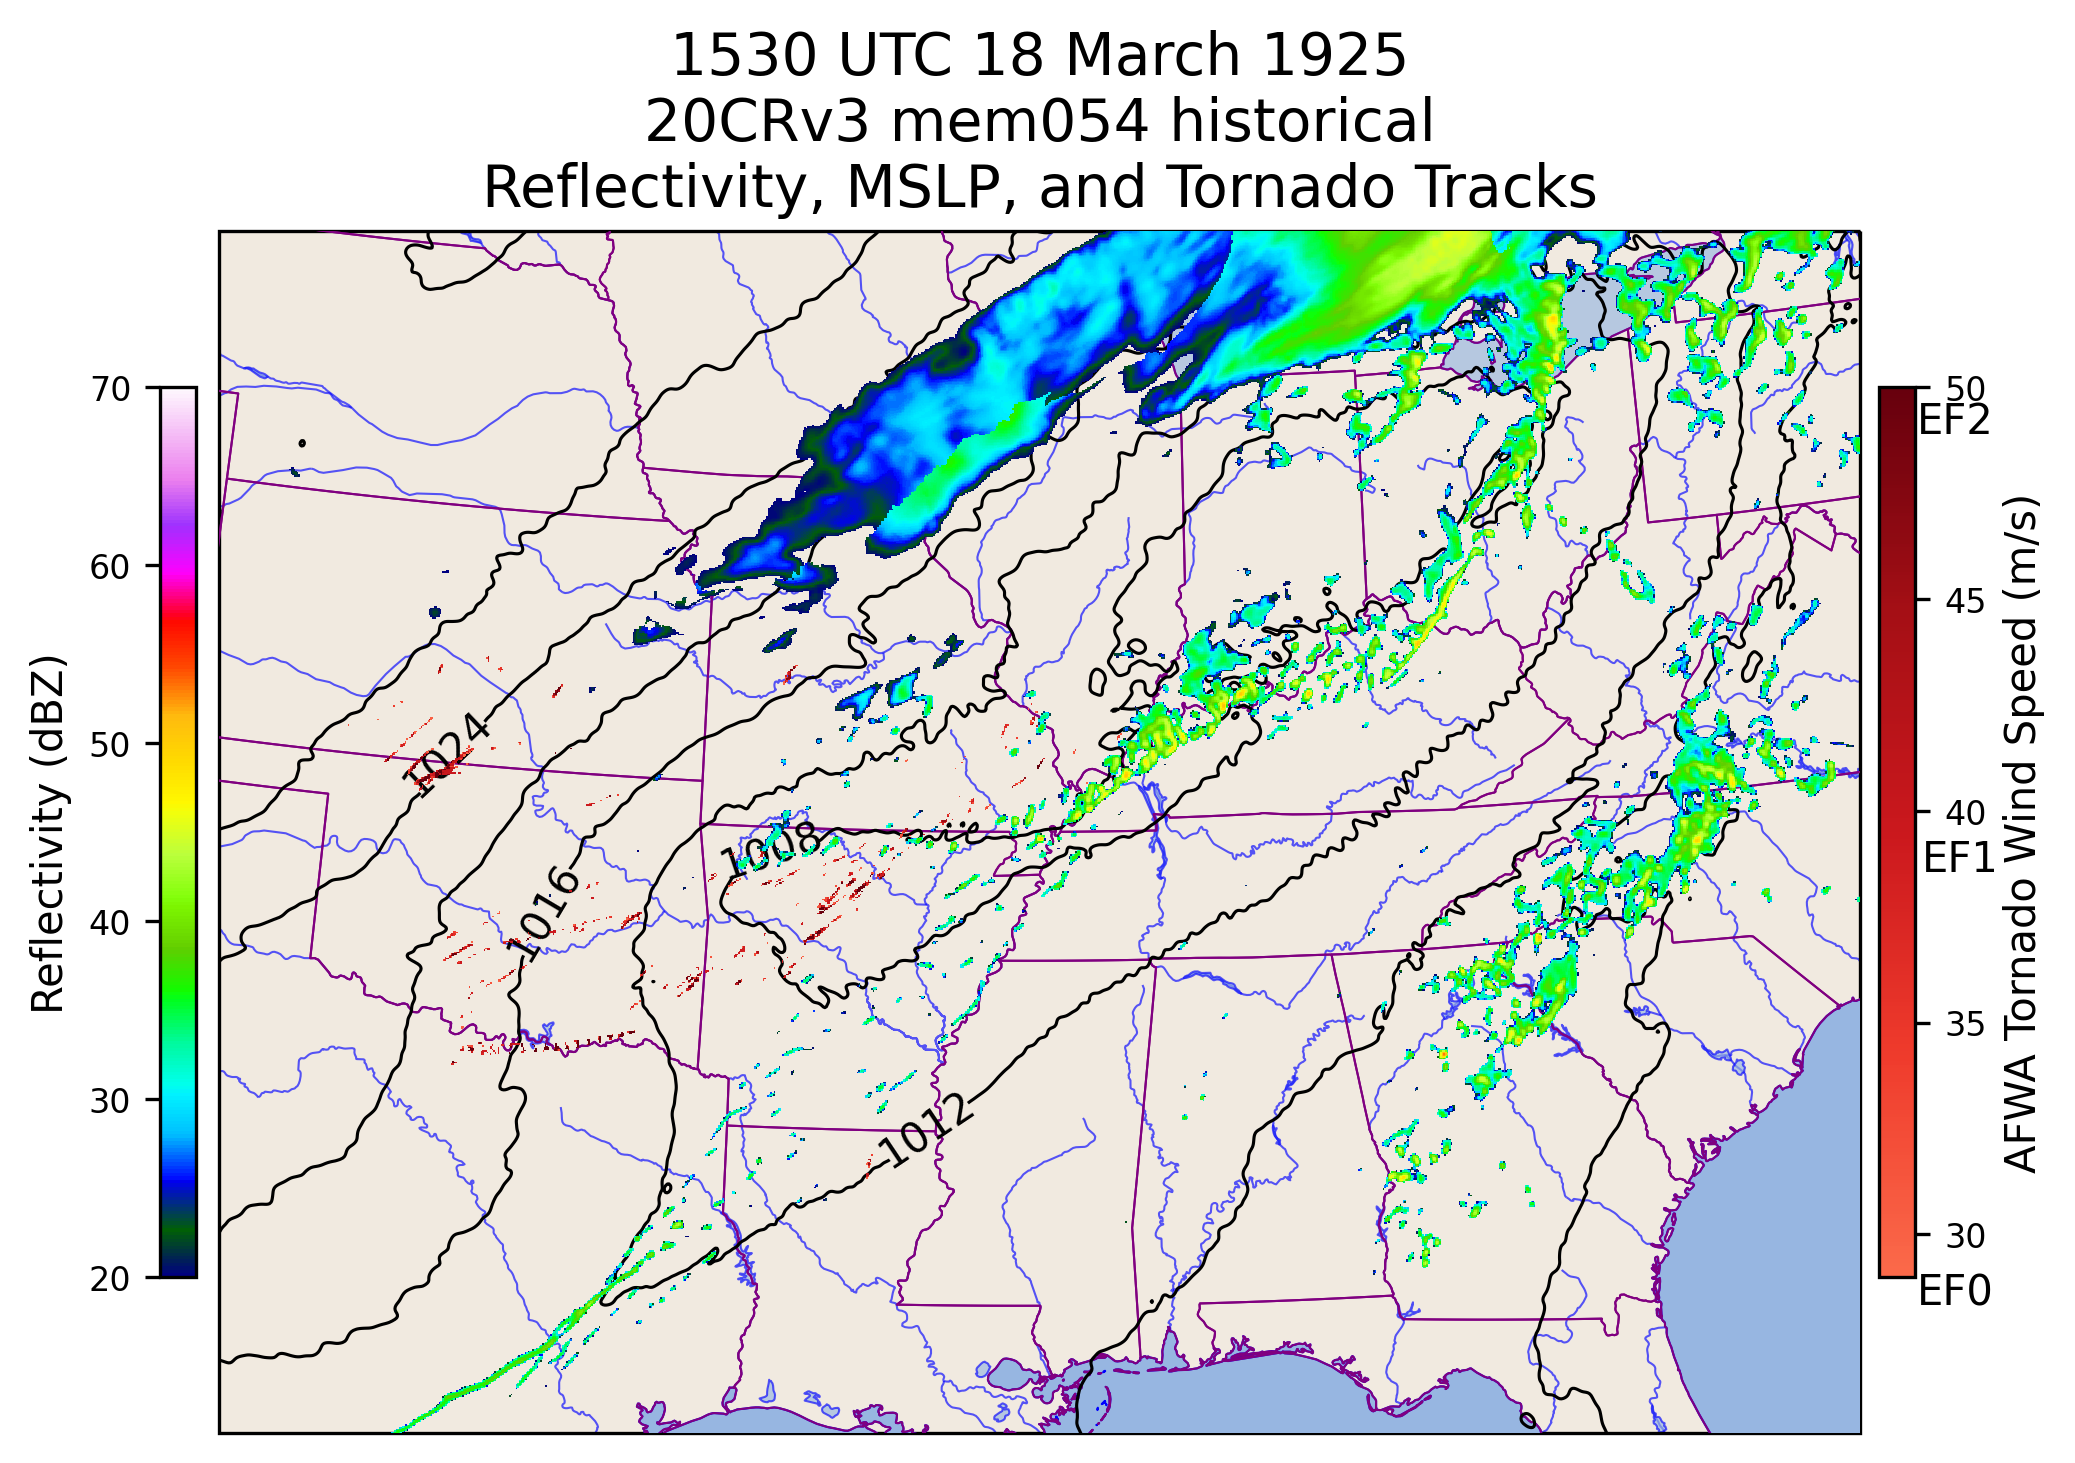 1530 UTC 18 March 1925
20CRv3 mem054 historical
Reflectivity, MSLP, and Tornado Tracks
Reflectivity (dBZ)
70
60
50
40
30
20
1024
1016
1008
1012
50
EF2
45
40
EF1
35
30
EF0
AFWA Tornado Wind Speed (m/s)